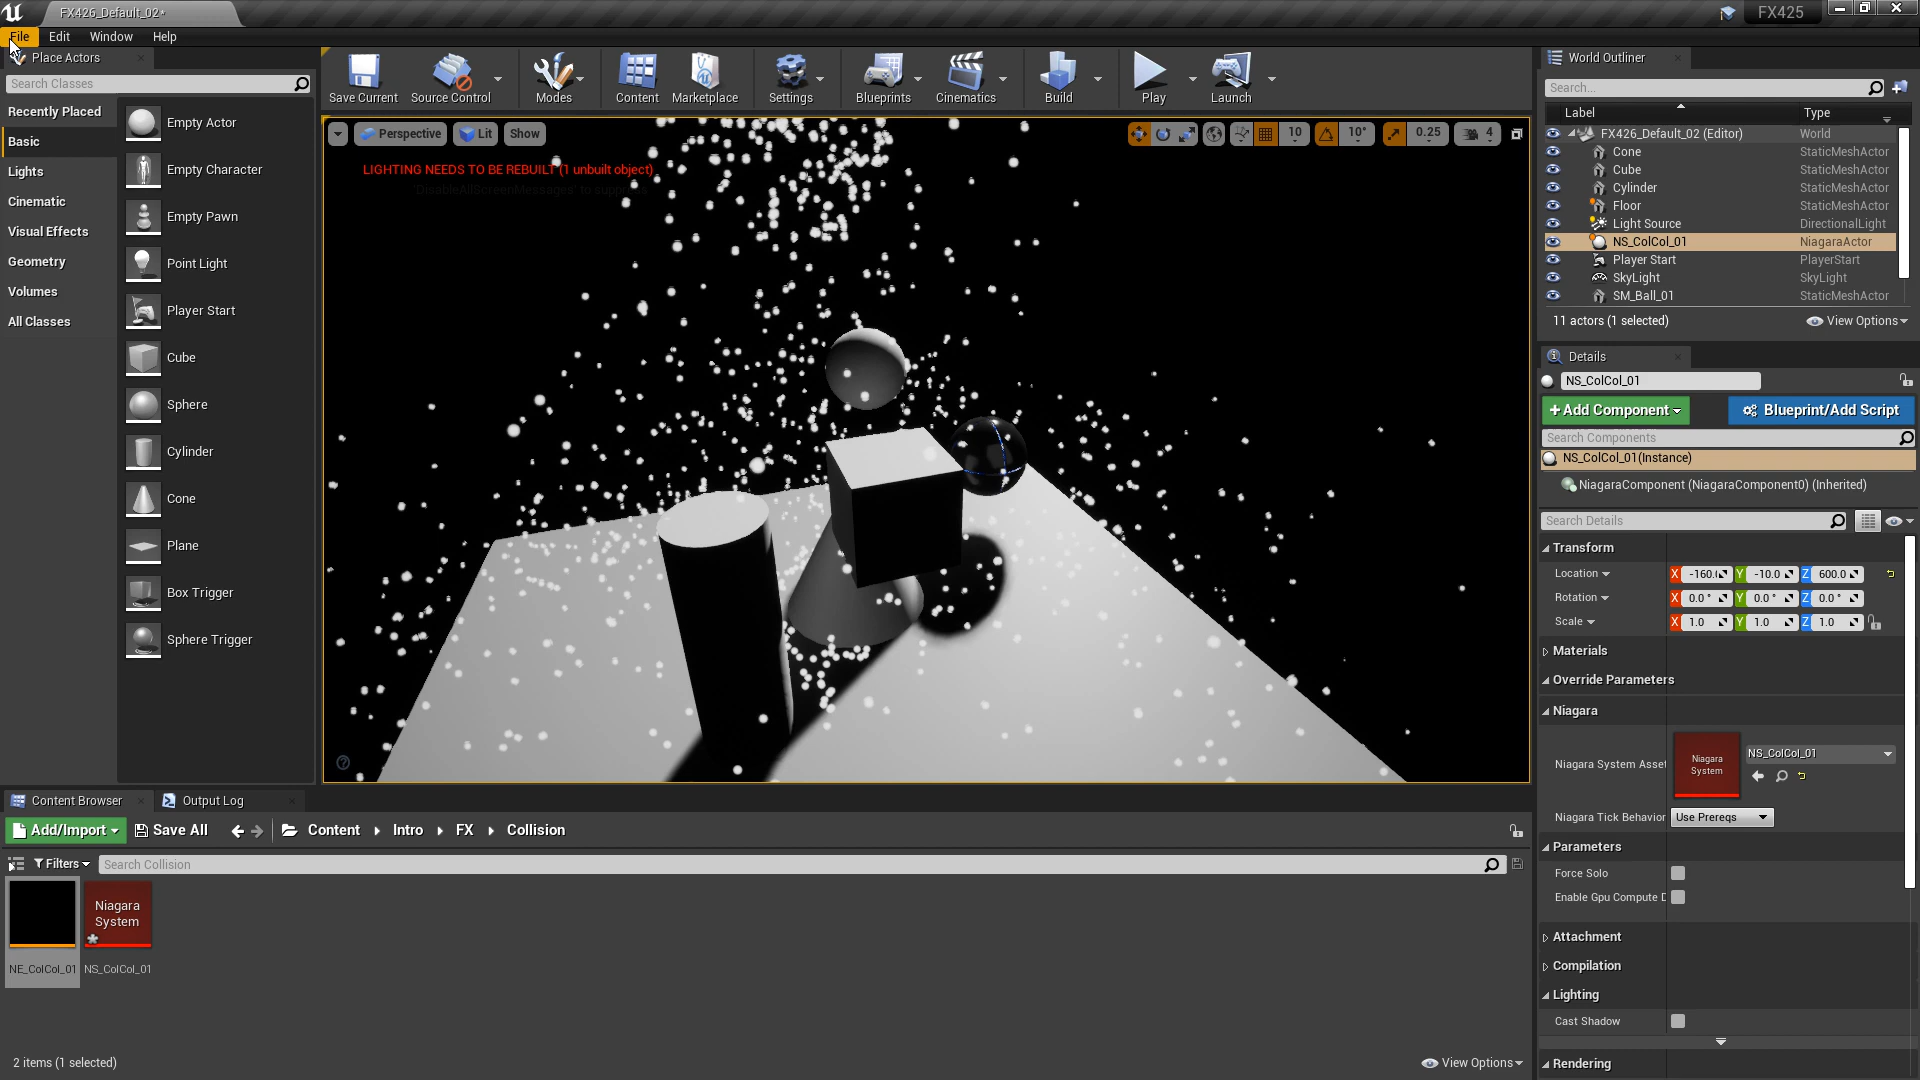 FX426_Default_02*
FX425
File Edit Window Help
Place Actors
Search Classes
Recently Placed
Basic
Lights
Cinematic
Visual Effects
Geometry
Volumes
All Classes
Empty Actor
Empty Character
Empty Pawn
Point Light
Player Start
Cube
Sphere
Cylinder
Cone
Plane
Box Trigger
Sphere Trigger
Save Current
Source Control
Modes
Content
Marketplace
Settings
Blueprints
Cinematics
Build
Play
Launch
Perspective
Lit
Show
10
10°
0.25
4
LIGHTING NEEDS TO BE REBUILT (1 unbuilt object)
World Outliner
Search...
Label Type
FX426_Default_02 (Editor) World
Cone StaticMeshActor
Cube StaticMeshActor
Cylinder StaticMeshActor
Floor StaticMeshActor
Light Source DirectionalLight
NS_ColCol_01 NiagaraActor
Player Start PlayerStart
SkyLight SkyLight
SM_Ball_01 StaticMeshActor
11 actors (1 selected)
View Options
Details
NS_ColCol_01
+Add Component
Blueprint/Add Script
Search Components
NS_ColCol_01(Instance)
NiagaraComponent (NiagaraComponent0) (Inherited)
Search Details
Transform
Location X -160.( Y -10.0 Z 600.0
Rotation X 0.0 ° Y 0.0 ° Z 0.0 °
Scale X 1.0 Y 1.0 Z 1.0
Materials
Override Parameters
Niagara
Niagara System Asset
Niagara
System
NS_ColCol_01
Niagara Tick Behavior
Use Prereqs
Parameters
Force Solo
Enable Gpu Compute D
Attachment
Compilation
Lighting
Cast Shadow
Rendering
Content Browser
Output Log
Add/Import
Save All
Content Intro FX Collision
Filters
Search Collision
Niagara
System
NE_ColCol_01
NS_ColCol_01
2 items (1 selected)
View Options